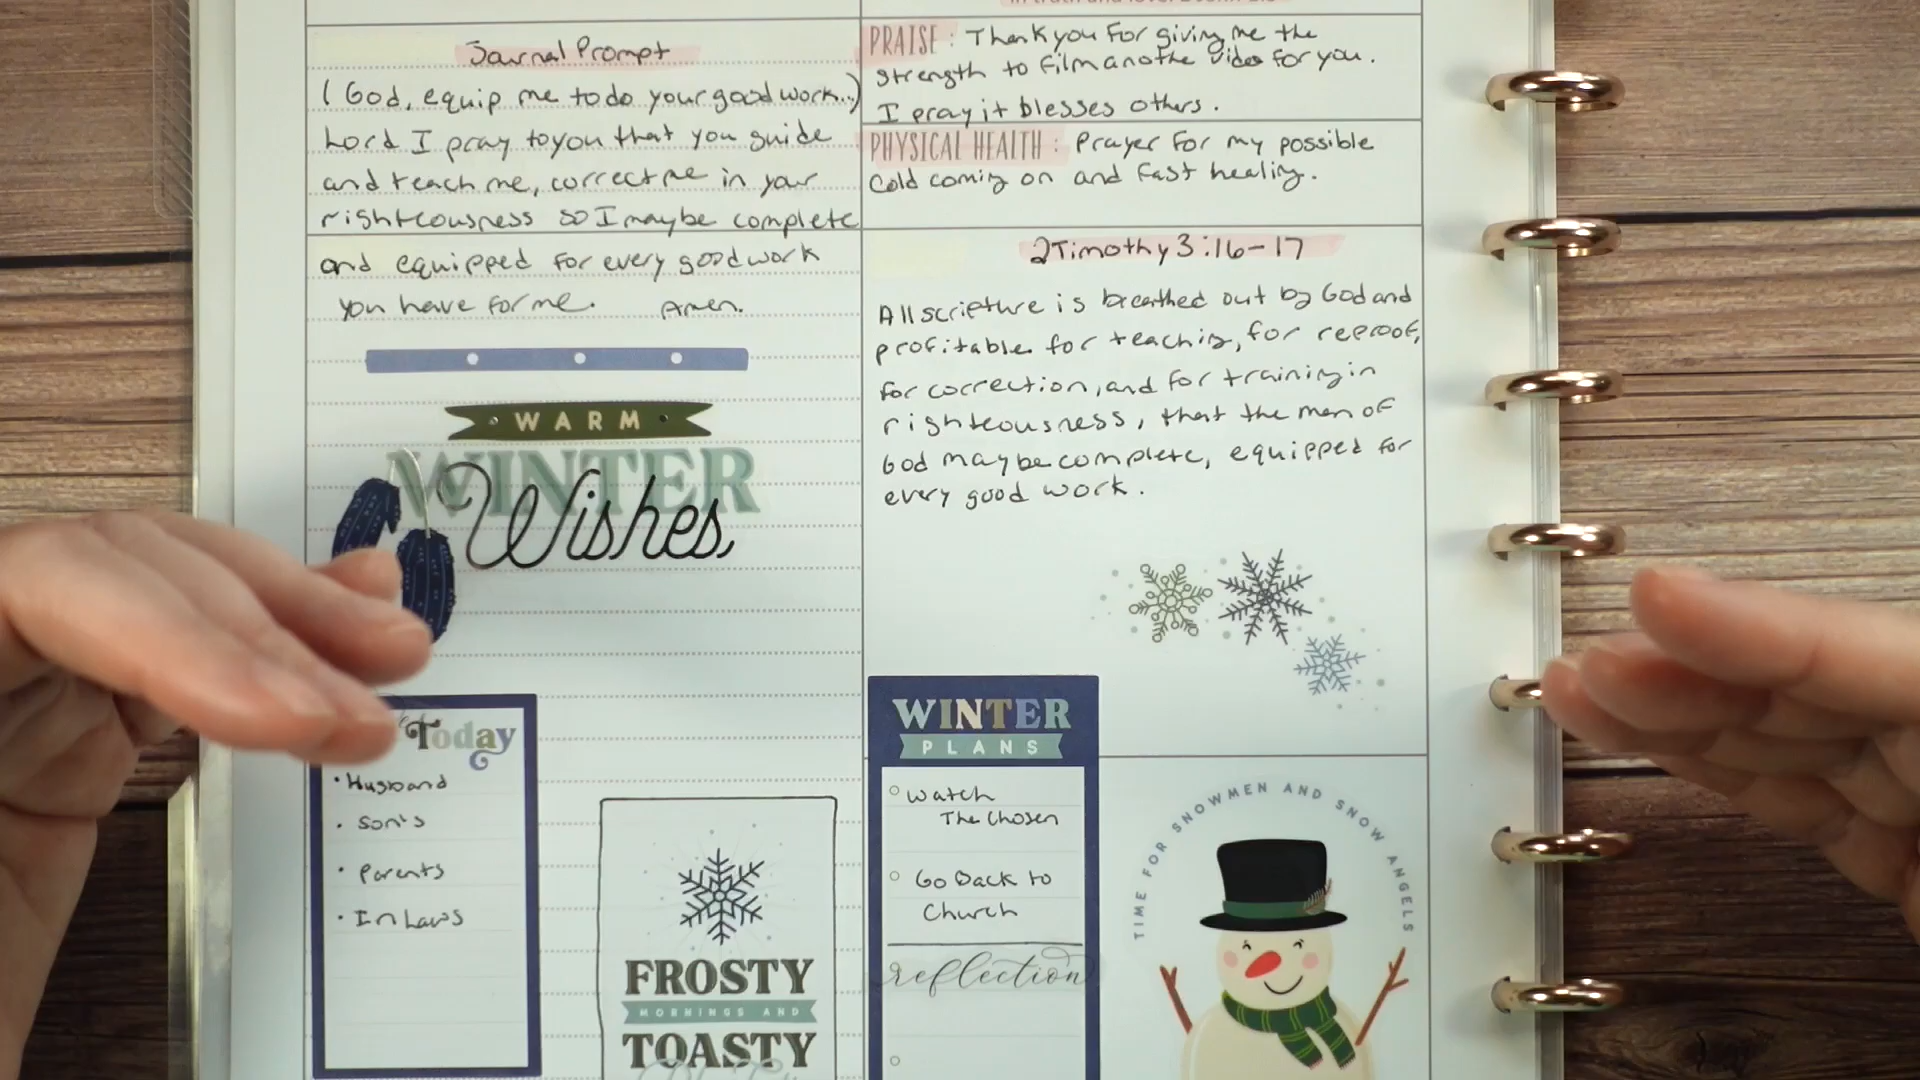 Journal Prompt
(God, equip me to do your good work...)
Lord I pray to you that you guide
and teach me, correct me in your
righteousness so I maybe complete
and equipped for every good work
you have for me. Amen.
WARM
WINTER
Wishes
Today
• Husband
• Son's
• Parents
• In Laws
FROSTY
MORNINGS AND
TOASTY
PRAISE: Thank you for giving me the
strength to film anothe video for you.
I pray it blesses others.
PHYSICAL HEALTH: Prayer for my possible
cold coming on and fast healing.
2 Timothy 3:16-17
All scripture is breathed out by God and
profitable for teaching, for reproof,
for correction, and for training in
righteousness, that the man of
God maybe complete, equipped for
every good work.
WINTER
PLANS
Watch
The Chosen
Go Back to
Church
reflection
TIME FOR SNOWMEN AND SNOW ANGELS